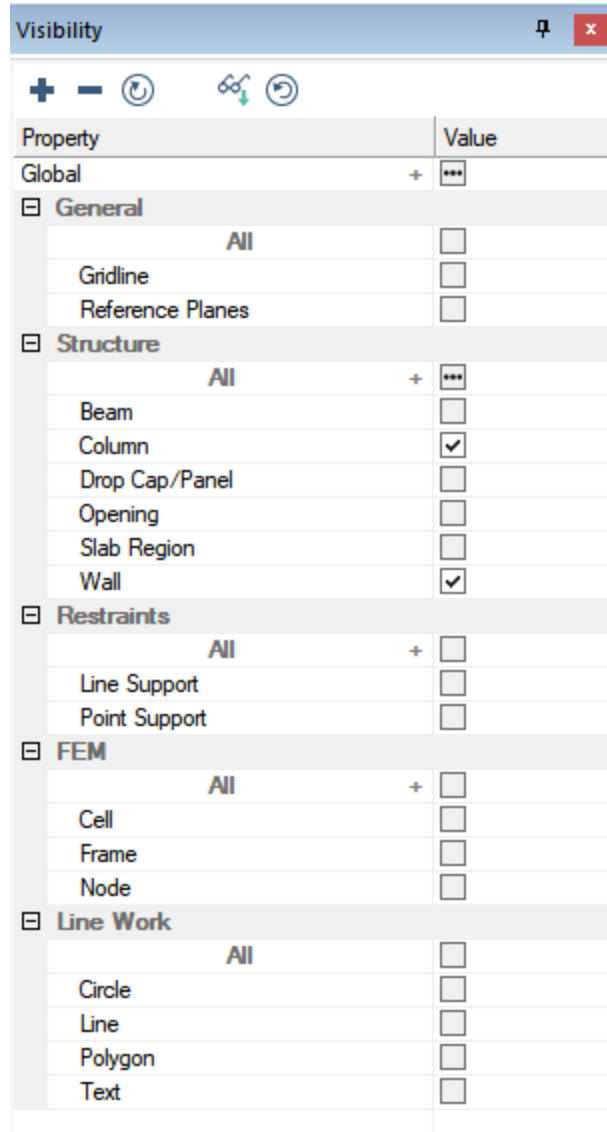 Visibility
Property Value
Global +
General
All
Gridline
Reference Planes
Structure
All +
Beam
Column
Drop Cap/Panel
Opening
Slab Region
Wall
Restraints
All +
Line Support
Point Support
FEM
All +
Cell
Frame
Node
Line Work
All
Circle
Line
Polygon
Text